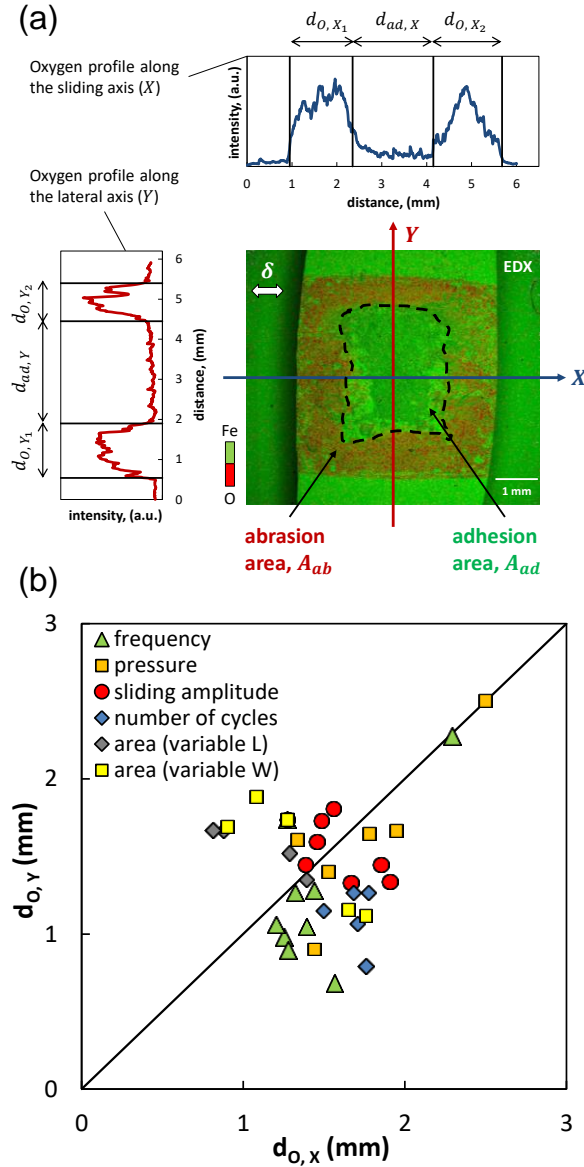 (a)
d_{O,X_1} d_{ad,X} d_{O,X_2}
Oxygen profile along
the sliding axis (X)
intensity, (a.u.)
0 1 2 3 4 5 6
distance, (mm)
Oxygen profile along
the lateral axis (Y)
d_{O,Y_2}
d_{ad,Y}
d_{O,Y_1}
6
5
4
3
2
1
0
distance, (mm)
intensity, (a.u.)
Fe
O
Y
δ
EDX
X
1 mm
abrasion
area, A_{ab}
adhesion
area, A_{ad}
(b)
3
2
1
0
d_{O,Y} (mm)
frequency
pressure
sliding amplitude
number of cycles
area (variable L)
area (variable W)
0 1 2 3
d_{O,X} (mm)